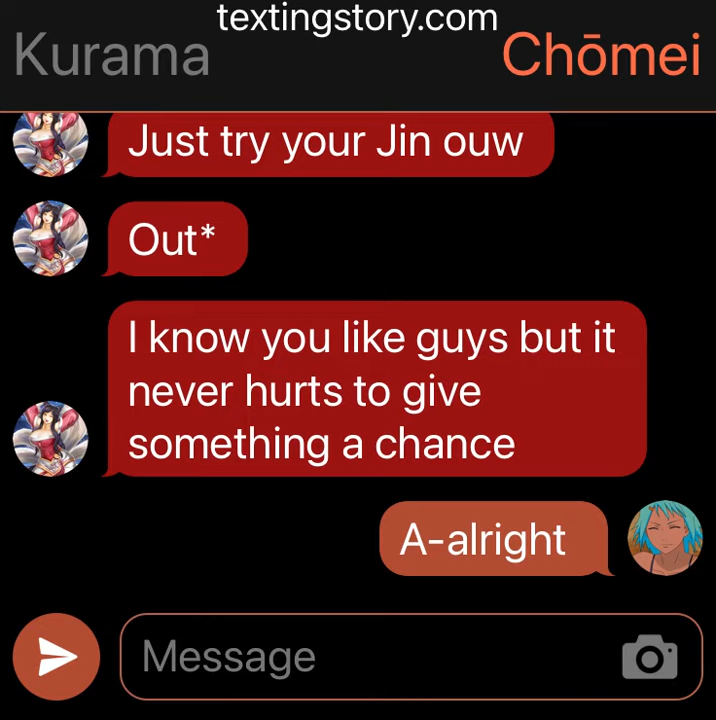 textingstory.com
Kurama
Chōmei
Just try your Jin ouw
Out*
I know you like guys but it
never hurts to give
something a chance
A-alright
Message